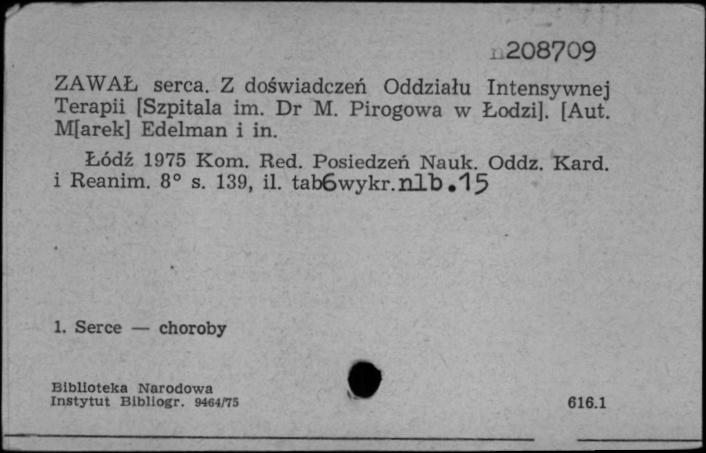 n208709
ZAWAŁ serca. Z doświadczeń Oddziału Intensywnej
Terapii [Szpitala im. Dr M. Pirogowa w Łodzi]. [Aut.
M[arek] Edelman i in.
Łódź 1975 Kom. Red. Posiedzeń Nauk. Oddz. Kard.
i Reanim. 8° s. 139, il. tab6wykr.nlb.15
1. Serce — choroby
Biblioteka Narodowa
Instytut Bibliogr. 9464/75
616.1